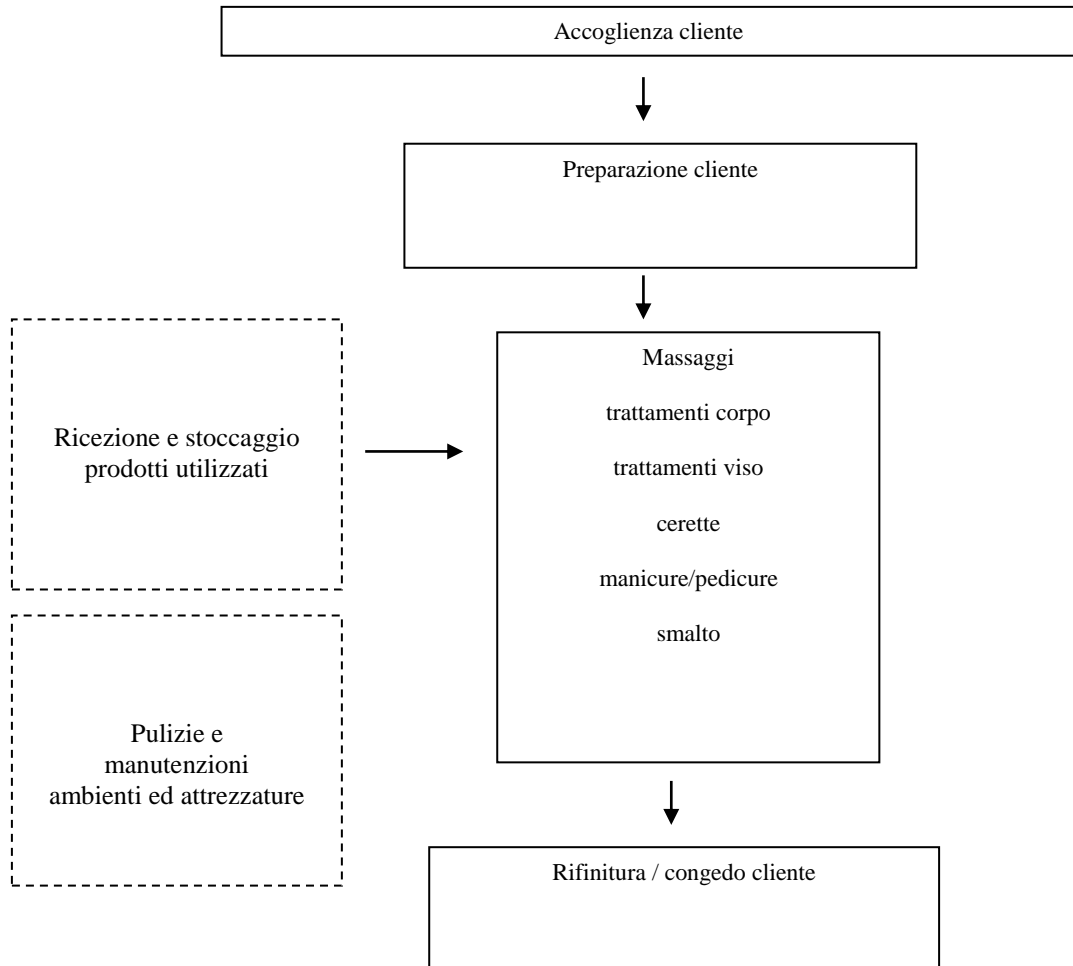 Accoglienza cliente
Preparazione cliente
Massaggi
trattamenti corpo
trattamenti viso
cerette
manicure/pedicure
smalto
Ricezione e stoccaggio
prodotti utilizzati
Pulizie e
manutenzioni
ambienti ed attrezzature
Rifinitura / congedo cliente